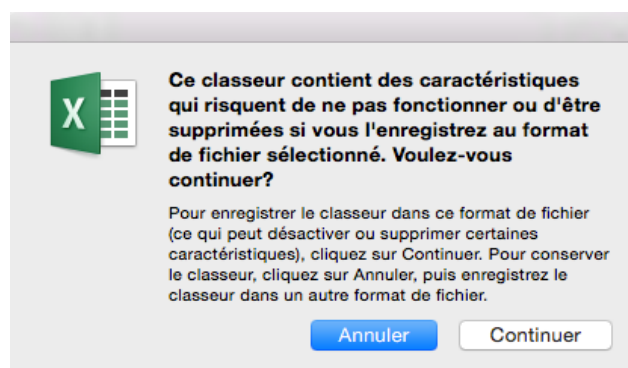 Ce classeur contient des caractéristiques
qui risquent de ne pas fonctionner ou d'être
supprimées si vous l'enregistrez au format
de fichier sélectionné. Voulez-vous
continuer?
Pour enregistrer le classeur dans ce format de fichier
(ce qui peut désactiver ou supprimer certaines
caractéristiques), cliquez sur Continuer. Pour conserver
le classeur, cliquez sur Annuler, puis enregistrez le
classeur dans un autre format de fichier.
Annuler Continuer